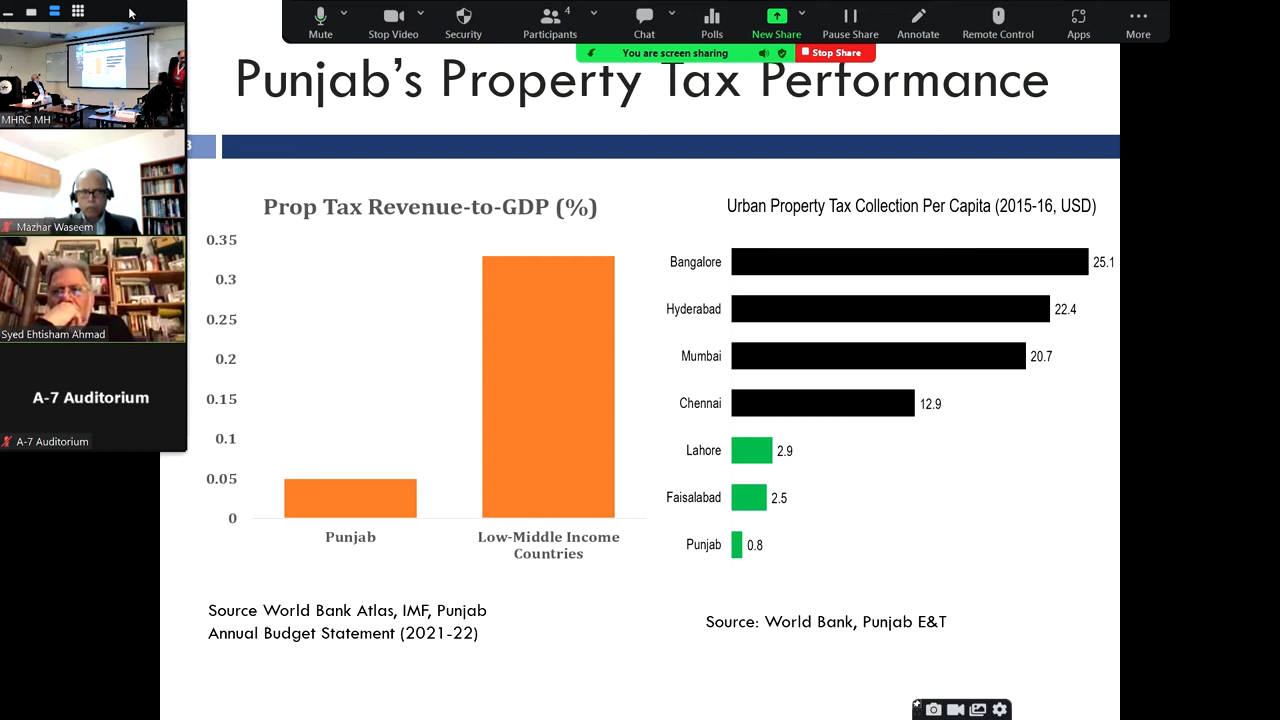 Mute
Stop Video
Security
Participants
4
Chat
Polls
New Share
Pause Share
Annotate
Remote Control
Apps
More
You are screen sharing
Stop Share
MHRC MH
Mazhar Waseem
Syed Ehtisham Ahmad
A-7 Auditorium
A-7 Auditorium
Punjab’s Property Tax Performance
3
Prop Tax Revenue-to-GDP (%)
0.35
0.3
0.25
0.2
0.15
0.1
0.05
0
Punjab
Low-Middle Income
Countries
Source World Bank Atlas, IMF, Punjab
Annual Budget Statement (2021-22)
Urban Property Tax Collection Per Capita (2015-16, USD)
Bangalore 25.1
Hyderabad 22.4
Mumbai 20.7
Chennai 12.9
Lahore 2.9
Faisalabad 2.5
Punjab 0.8
Source: World Bank, Punjab E&T